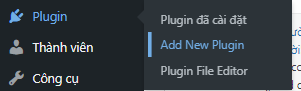 Plugin
Plugin đã cài đặt
Thành viên
Add New Plugin
Công cụ
Plugin File Editor